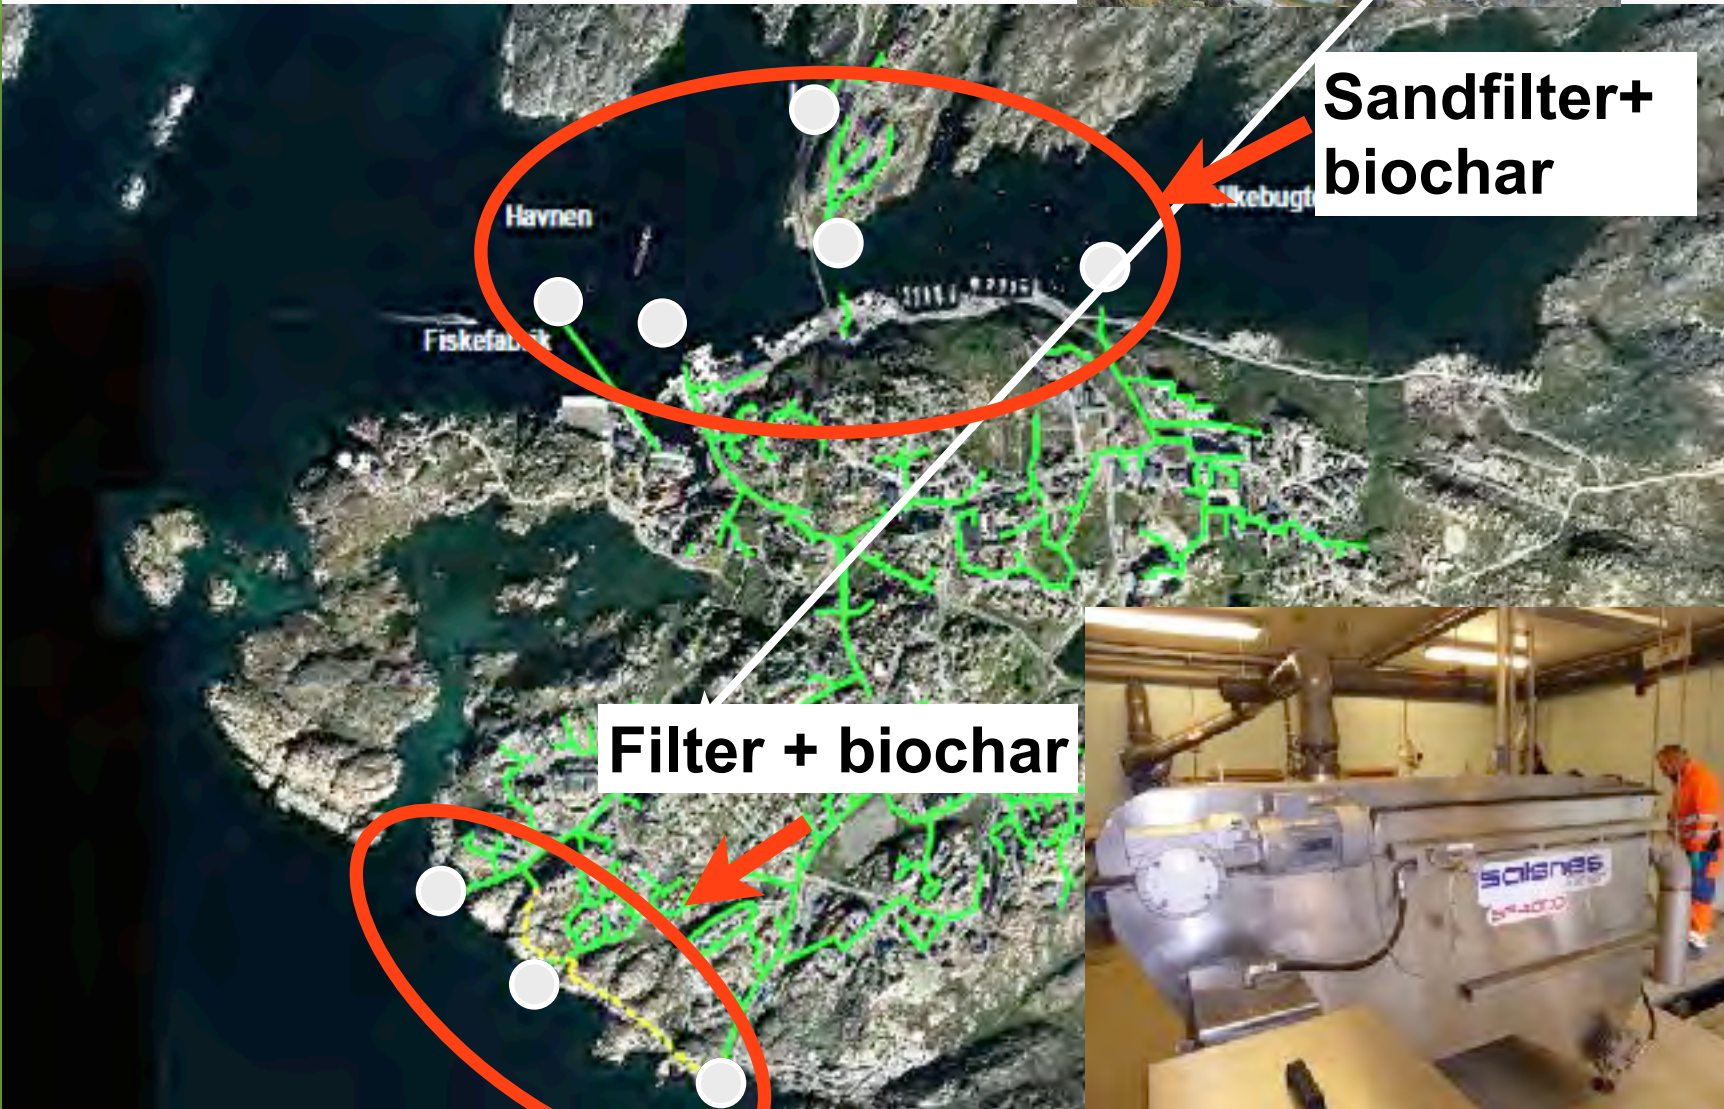 Sandfilter+
biochar
Havnen
Fiskefabrik
Filter + biochar
salsnes